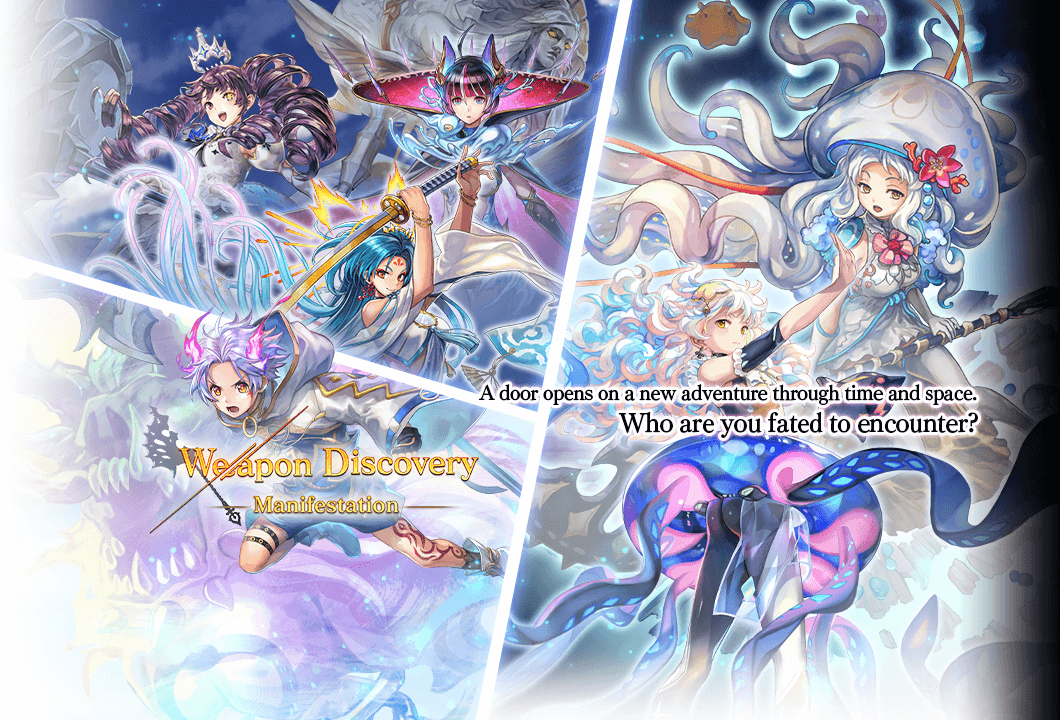 A door opens on a new adventure through time and space.
Who are you fated to encounter?
Weapon Discovery
Manifestation